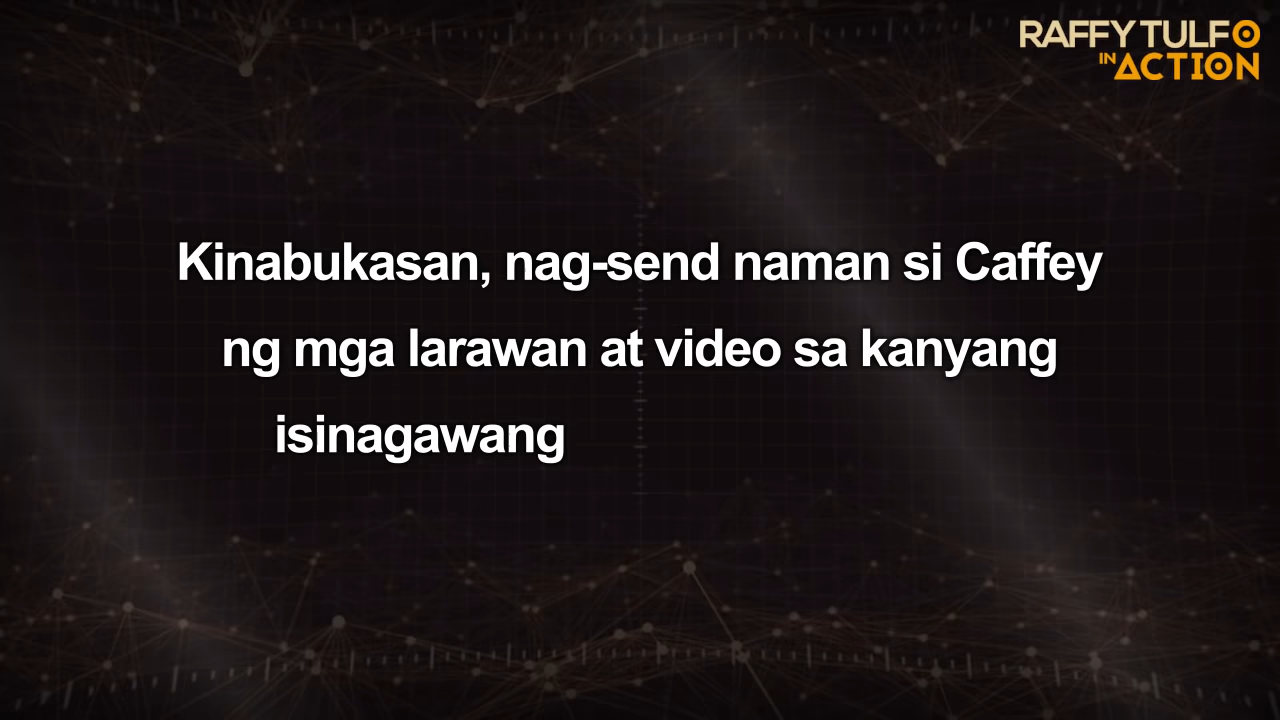 RAFFY TULFO
IN ACTION
Kinabukasan, nag-send naman si Caffey
ng mga larawan at video sa kanyang
isinagawang